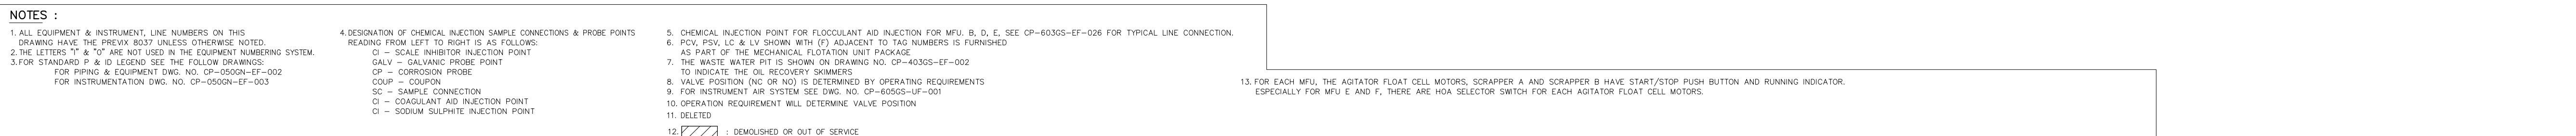 NOTES :
1. ALL EQUIPMENT & INSTRUMENT, LINE NUMBERS ON THIS
DRAWING HAVE THE PREVIX 8037 UNLESS OTHERWISE NOTED.
2. THE LETTERS "I" & "O" ARE NOT USED IN THE EQUIPMENT NUMBERING SYSTEM.
3. FOR STANDARD P & ID LEGEND SEE THE FOLLOW DRAWINGS:
FOR PIPING & EQUIPMENT DWG. NO. CP-050GN-EF-002
FOR INSTRUMENTATION DWG. NO. CP-050GN-EF-003
4. DESIGNATION OF CHEMICAL INJECTION SAMPLE CONNECTIONS & PROBE POINTS
READING FROM LEFT TO RIGHT IS AS FOLLOWS:
CI - SCALE INHIBITOR INJECTION POINT
GALV - GALVANIC PROBE POINT
CP - CORROSION PROBE
COUP - COUPON
SC - SAMPLE CONNECTION
CI - COAGULANT AID INJECTION POINT
CI - SODIUM SULPHITE INJECTION POINT
5. CHEMICAL INJECTION POINT FOR FLOCCULANT AID INJECTION FOR MFU. B, D, E, SEE CP-603GS-EF-026 FOR TYPICAL LINE CONNECTION.
6. PCV, PSV, LC & LV SHOWN WITH (F) ADJACENT TO TAG NUMBERS IS FURNISHED
AS PART OF THE MECHANICAL FLOTATION UNIT PACKAGE
7. THE WASTE WATER PIT IS SHOWN ON DRAWING NO. CP-403GS-EF-002
TO INDICATE THE OIL RECOVERY SKIMMERS
8. VALVE POSITION (NC OR NO) IS DETERMINED BY OPERATING REQUIREMENTS
9. FOR INSTRUMENT AIR SYSTEM SEE DWG. NO. CP-605GS-UF-001
10. OPERATION REQUIREMENT WILL DETERMINE VALVE POSITION
11. DELETED
12. : DEMOLISHED OR OUT OF SERVICE
13. FOR EACH MFU, THE AGITATOR FLOAT CELL MOTORS, SCRAPPER A AND SCRAPPER B HAVE START/STOP PUSH BUTTON AND RUNNING INDICATOR.
ESPECIALLY FOR MFU E AND F, THERE ARE HOA SELECTOR SWITCH FOR EACH AGITATOR FLOAT CELL MOTORS.